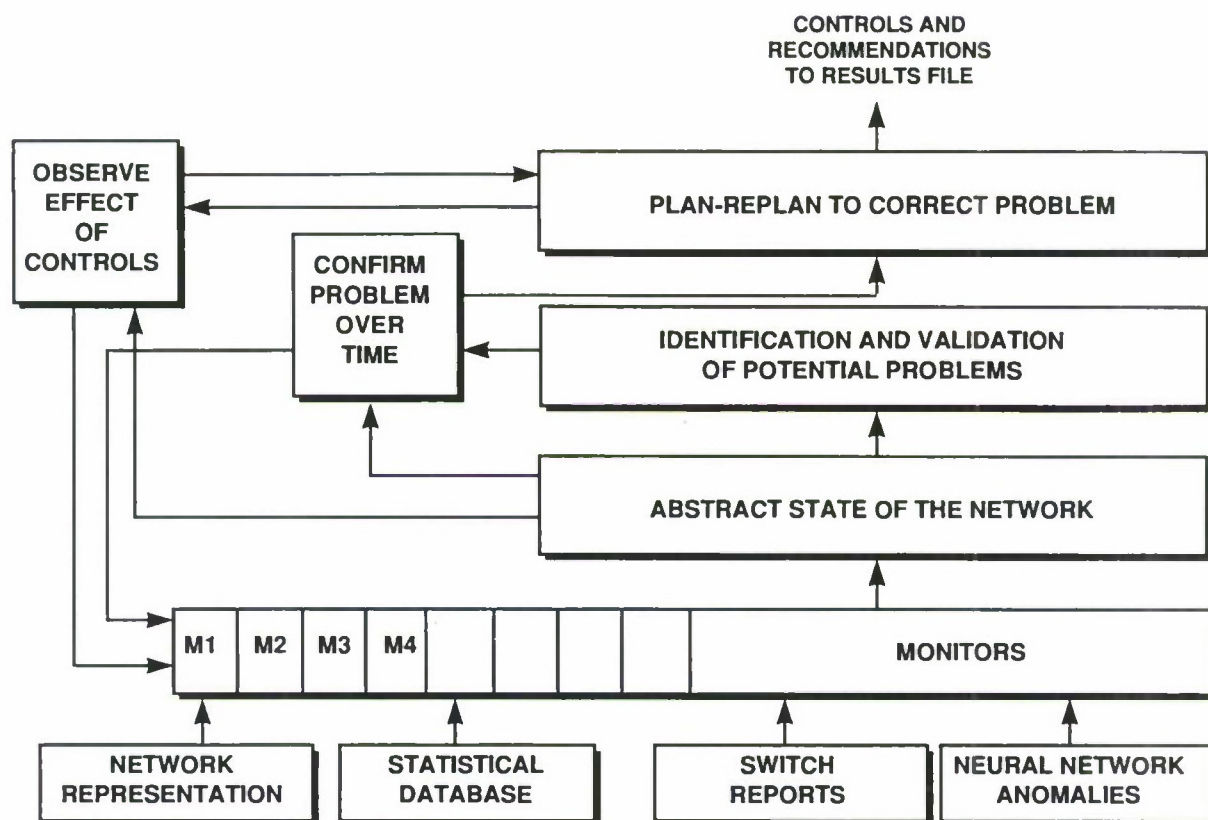 CONTROLS AND
RECOMMENDATIONS
TO RESULTS FILE
OBSERVE
EFFECT
OF
CONTROLS
PLAN-REPLAN TO CORRECT PROBLEM
CONFIRM
PROBLEM
OVER
TIME
IDENTIFICATION AND VALIDATION
OF POTENTIAL PROBLEMS
ABSTRACT STATE OF THE NETWORK
M1 M2 M3 M4 MONITORS
NETWORK
REPRESENTATION
STATISTICAL
DATABASE
SWITCH
REPORTS
NEURAL NETWORK
ANOMALIES